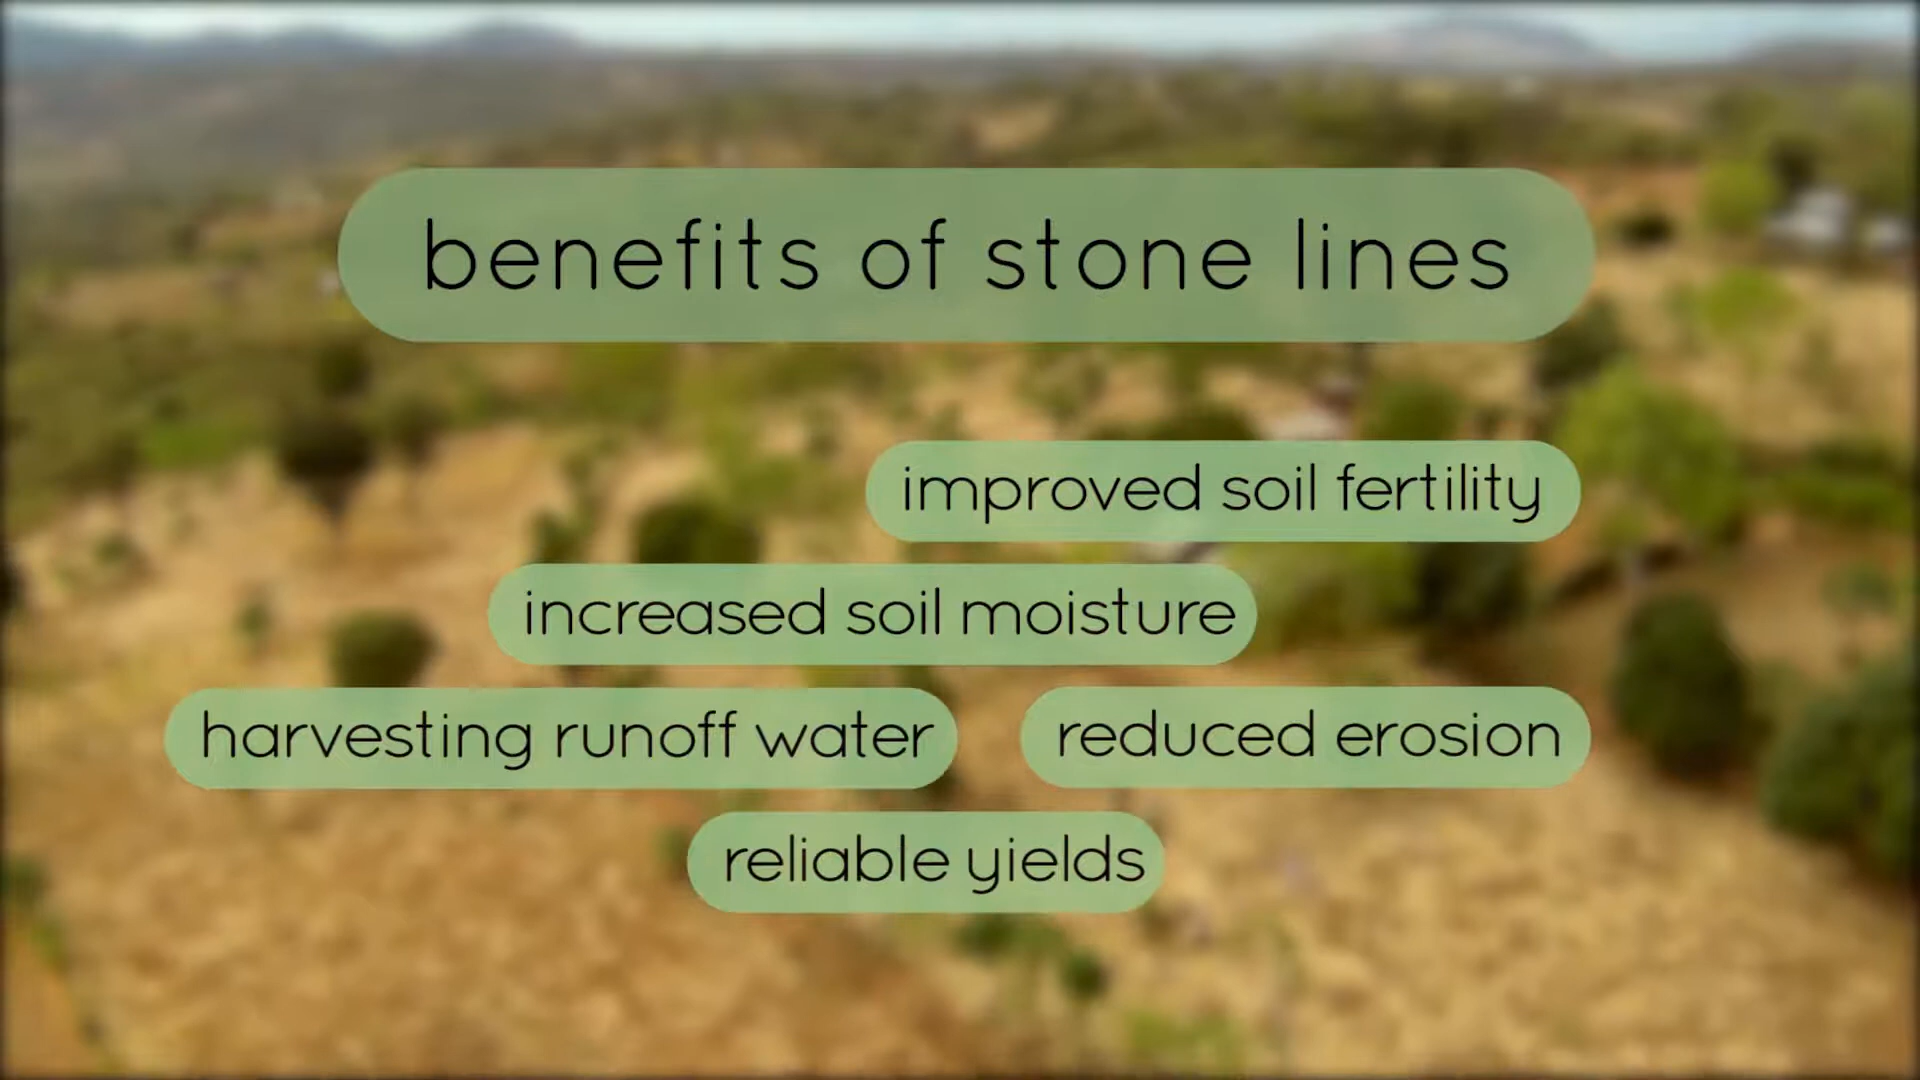 benefits of stone lines
improved soil fertility
increased soil moisture
harvesting runoff water
reduced erosion
reliable yields